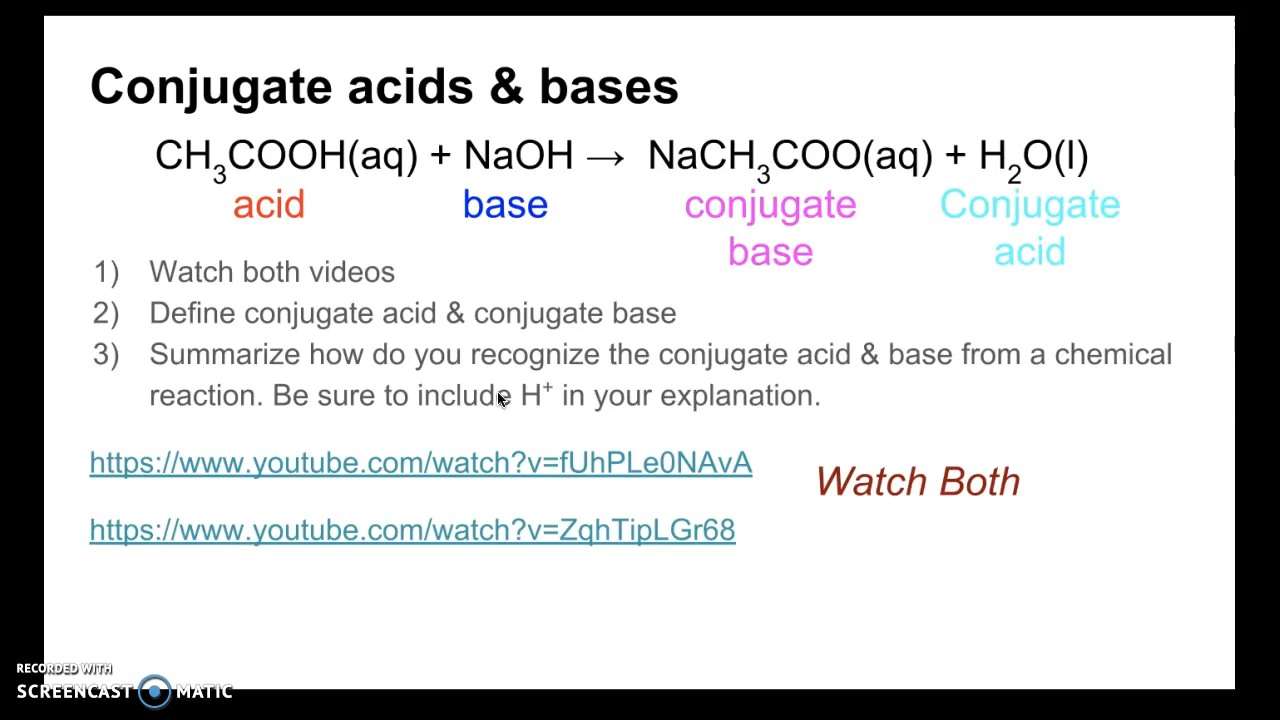 Conjugate acids & bases
CH₃COOH(aq) + NaOH → NaCH₃COO(aq) + H₂O(l)
acid base conjugate Conjugate
base acid
1) Watch both videos
2) Define conjugate acid & conjugate base
3) Summarize how do you recognize the conjugate acid & base from a chemical
reaction. Be sure to include H⁺ in your explanation.
https://www.youtube.com/watch?v=fUhPLe0NAvA
Watch Both
https://www.youtube.com/watch?v=ZqhTipLGr68
RECORDED WITH
SCREENCAST MATIC